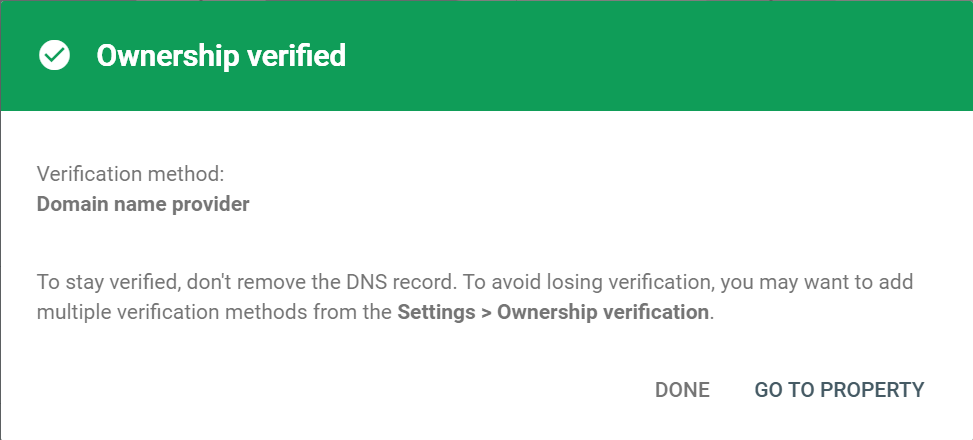 Ownership verified
Verification method:
Domain name provider
To stay verified, don't remove the DNS record. To avoid losing verification, you may want to add
multiple verification methods from the Settings > Ownership verification.
DONE GO TO PROPERTY